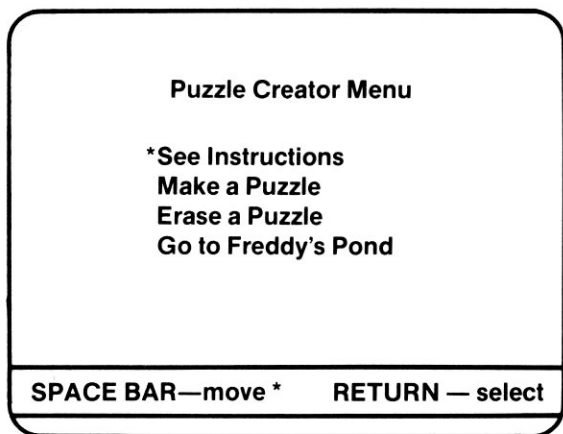 Puzzle Creator Menu
*See Instructions
Make a Puzzle
Erase a Puzzle
Go to Freddy's Pond
SPACE BAR—move * RETURN — select